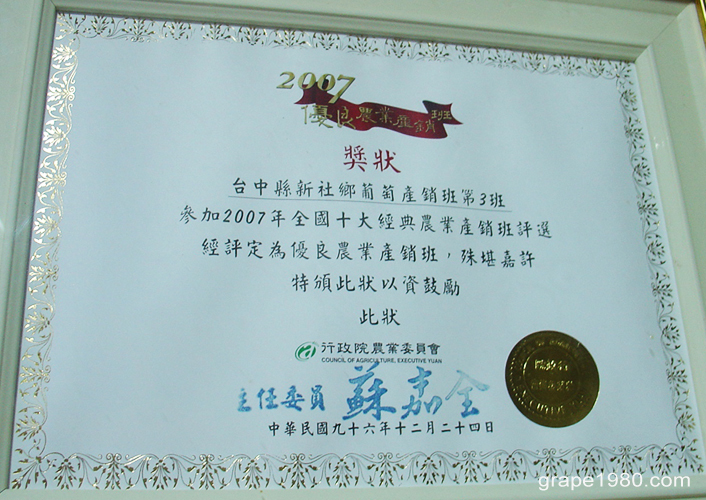 2007
優良農業產銷班
獎狀
台中縣新社鄉葡萄產銷班第3班
參加2007年全國十大經典農業產銷班評選
經評定為優良農業產銷班，殊堪嘉許
特頒此狀以資鼓勵
此狀
行政院農業委員會
COUNCIL OF AGRICULTURE, EXECUTIVE YUAN
主任委員 蘇嘉全
中華民國九十六年十二月二十四日
grape1980.com